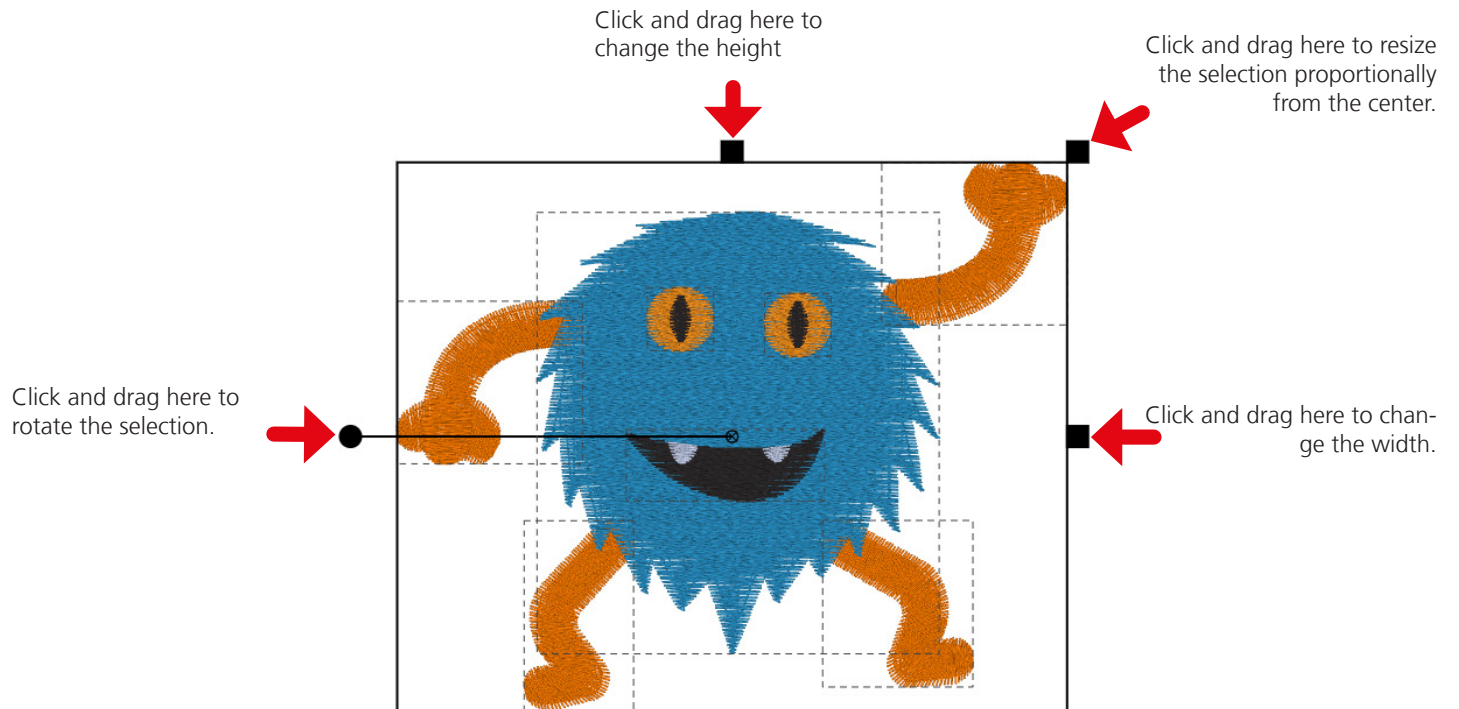 Click and drag here to
change the height
Click and drag here to resize
the selection proportionally
from the center.
Click and drag here to
rotate the selection.
Click and drag here to chan-
ge the width.